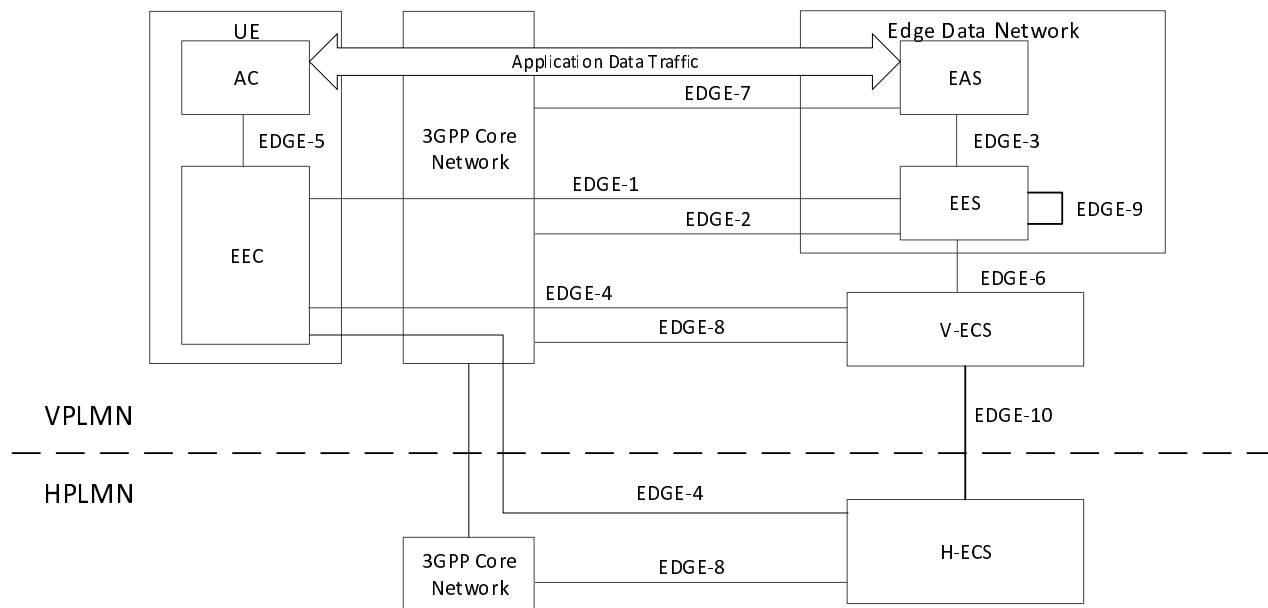 UE
Edge Data Network
AC
Application Data Traffic
EAS
EDGE-7
EDGE-5
3GPP Core
Network
EDGE-3
EDGE-1
EES
EDGE-9
EDGE-2
EEC
EDGE-6
EDGE-4
EDGE-8
V-ECS
VPLMN
EDGE-10
HPLMN
EDGE-4
H-ECS
3GPP Core
Network
EDGE-8